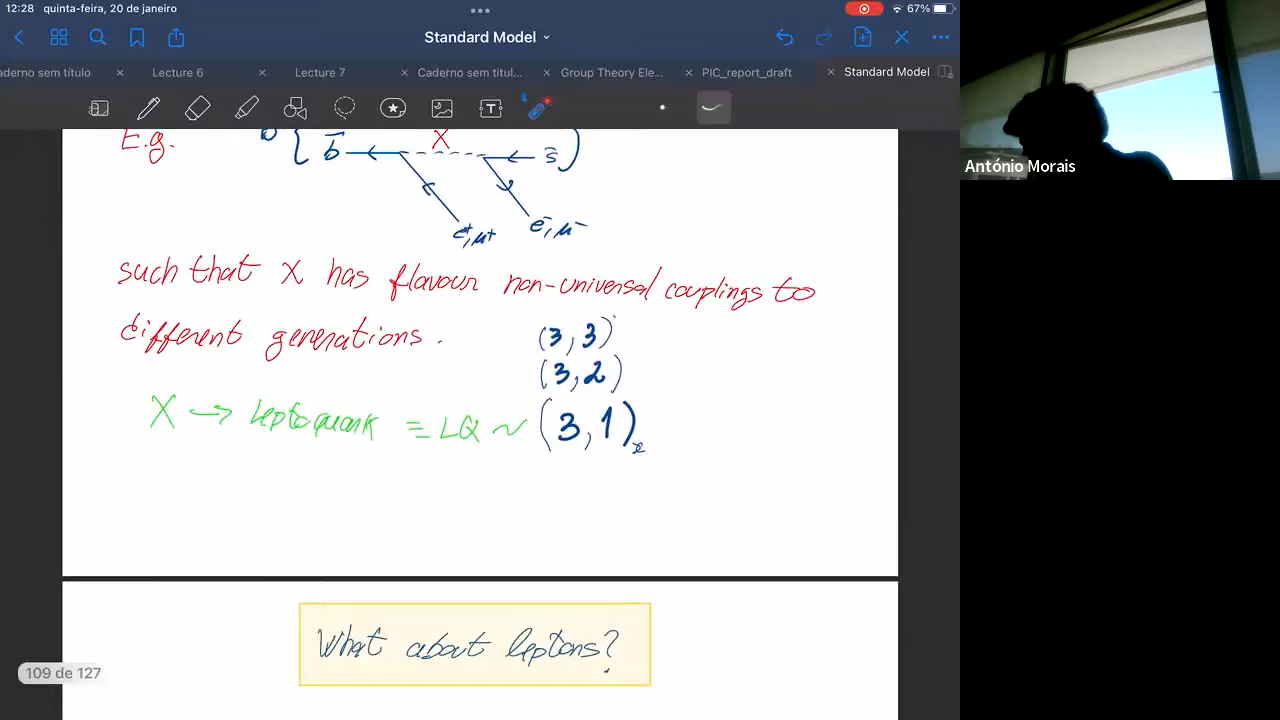 12:28 quinta-feira, 20 de janeiro
67%
Standard Model
aderno sem título
Lecture 6
Lecture 7
Caderno sem títul...
Group Theory Ele...
PIC_report_draft
Standard Model
E.g.
b̄
X
s̄
e⁺, μ⁺
e⁻, μ⁻
such that X has flavour non-universal couplings to
different generations.
(3, 3)
(3, 2)
X → Leptoquark ≡ LQ ~ (3, 1)
What about leptons?
109 de 127
António Morais